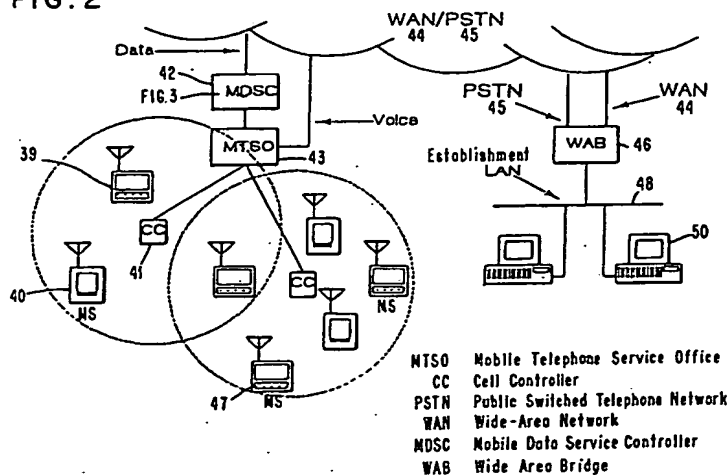 FIG. 2
WAN/PSTN
44 45
Data
42
MDSC
FIG.3
PSTN
45
WAN
44
Voice
MTSO
43
WAB
46
39
Establishment
LAN
48
CC
41
50
40
MS
CC
MS
47
MS
MTSO Mobile Telephone Service Office
CC Cell Controller
PSTN Public Switched Telephone Network
WAN Wide-Area Network
MDSC Mobile Data Service Controller
WAB Wide Area Bridge